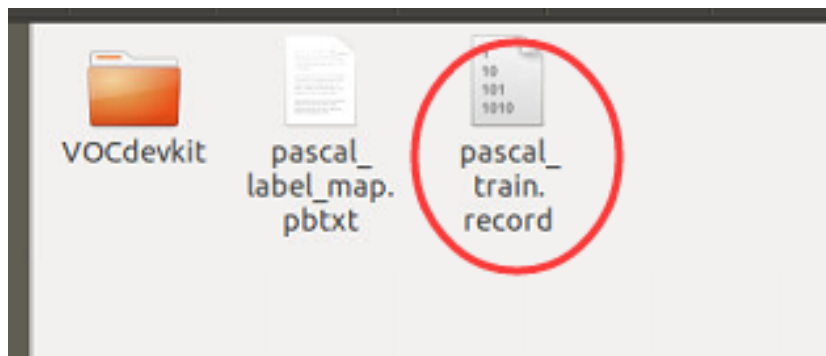 1
10
101
1010
VOCdevkit
pascal_
label_map.
pbtxt
pascal_
train.
record